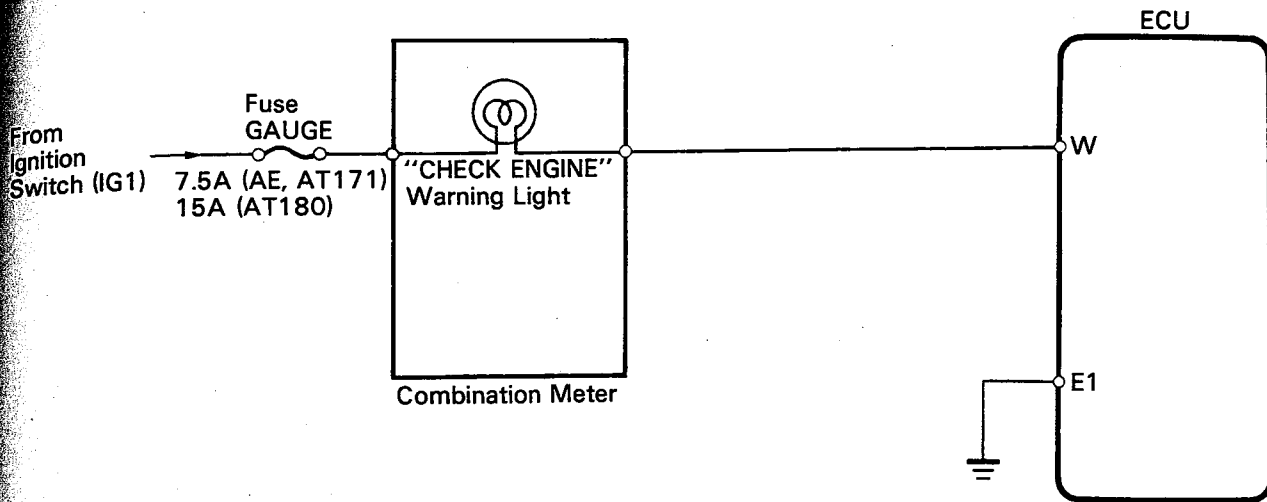 ECU
Fuse
GAUGE
From
Ignition
Switch (IG1)
7.5A (AE, AT171)
15A (AT180)
"CHECK ENGINE"
Warning Light
W
Combination Meter
E1